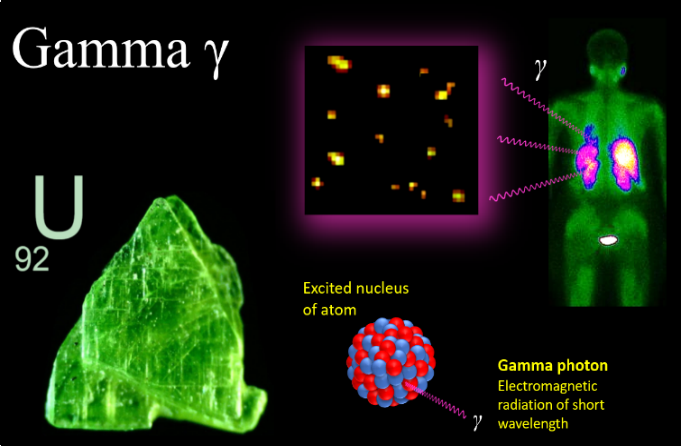 Gamma γ
γ
U
92
Excited nucleus
of atom
Gamma photon
Electromagnetic
radiation of short
wavelength
γ